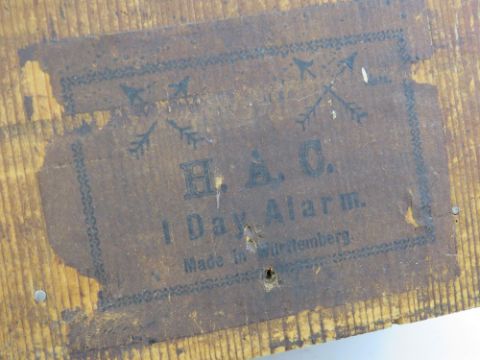 H. A. C.
1 Day Alarm.
Made in Württemberg